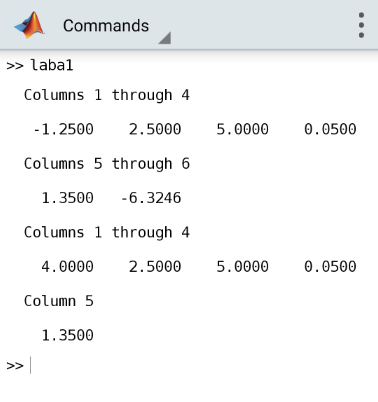 Commands
>> laba1
Columns 1 through 4
-1.2500 2.5000 5.0000 0.0500
Columns 5 through 6
1.3500 -6.3246
Columns 1 through 4
4.0000 2.5000 5.0000 0.0500
Column 5
1.3500
>>